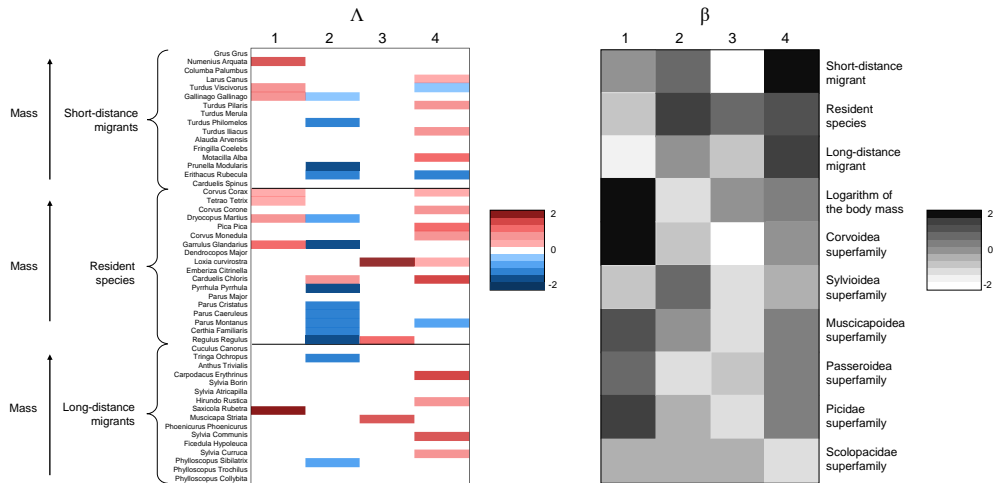 Λ
1 2 3 4
Mass
Short-distance
migrants
Grus Grus
Numenius Arquata
Columba Palumbus
Larus Canus
Turdus Viscivorus
Gallinago Gallinago
Turdus Pilaris
Turdus Merula
Turdus Philomelos
Turdus Iliacus
Alauda Arvensis
Fringilla Coelebs
Motacilla Alba
Prunella Modularis
Erithacus Rubecula
Carduelis Spinus
Mass
Resident
species
Corvus Corax
Tetrao Tetrix
Corvus Corone
Dryocopus Martius
Pica Pica
Corvus Monedula
Garrulus Glandarius
Dendrocopos Major
Loxia curvirostra
Emberiza Citrinella
Carduelis Chloris
Pyrrhula Pyrrhula
Parus Major
Parus Cristatus
Parus Caeruleus
Parus Montanus
Certhia Familiaris
Regulus Regulus
Mass
Long-distance
migrants
Cuculus Canorus
Tringa Ochropus
Anthus Trivialis
Carpodacus Erythrinus
Sylvia Borin
Sylvia Atricapilla
Hirundo Rustica
Saxicola Rubetra
Muscicapa Striata
Phoenicurus Phoenicurus
Sylvia Communis
Ficedula Hypoleuca
Sylvia Curruca
Phylloscopus Sibilatrix
Phylloscopus Trochilus
Phylloscopus Collybita
2
0
-2
β
1 2 3 4
Short-distance
migrant
Resident
species
Long-distance
migrant
Logarithm of
the body mass
Corvoidea
superfamily
Sylvioidea
superfamily
Muscicapoidea
superfamily
Passeroidea
superfamily
Picidae
superfamily
Scolopacidae
superfamily
2
0
-2